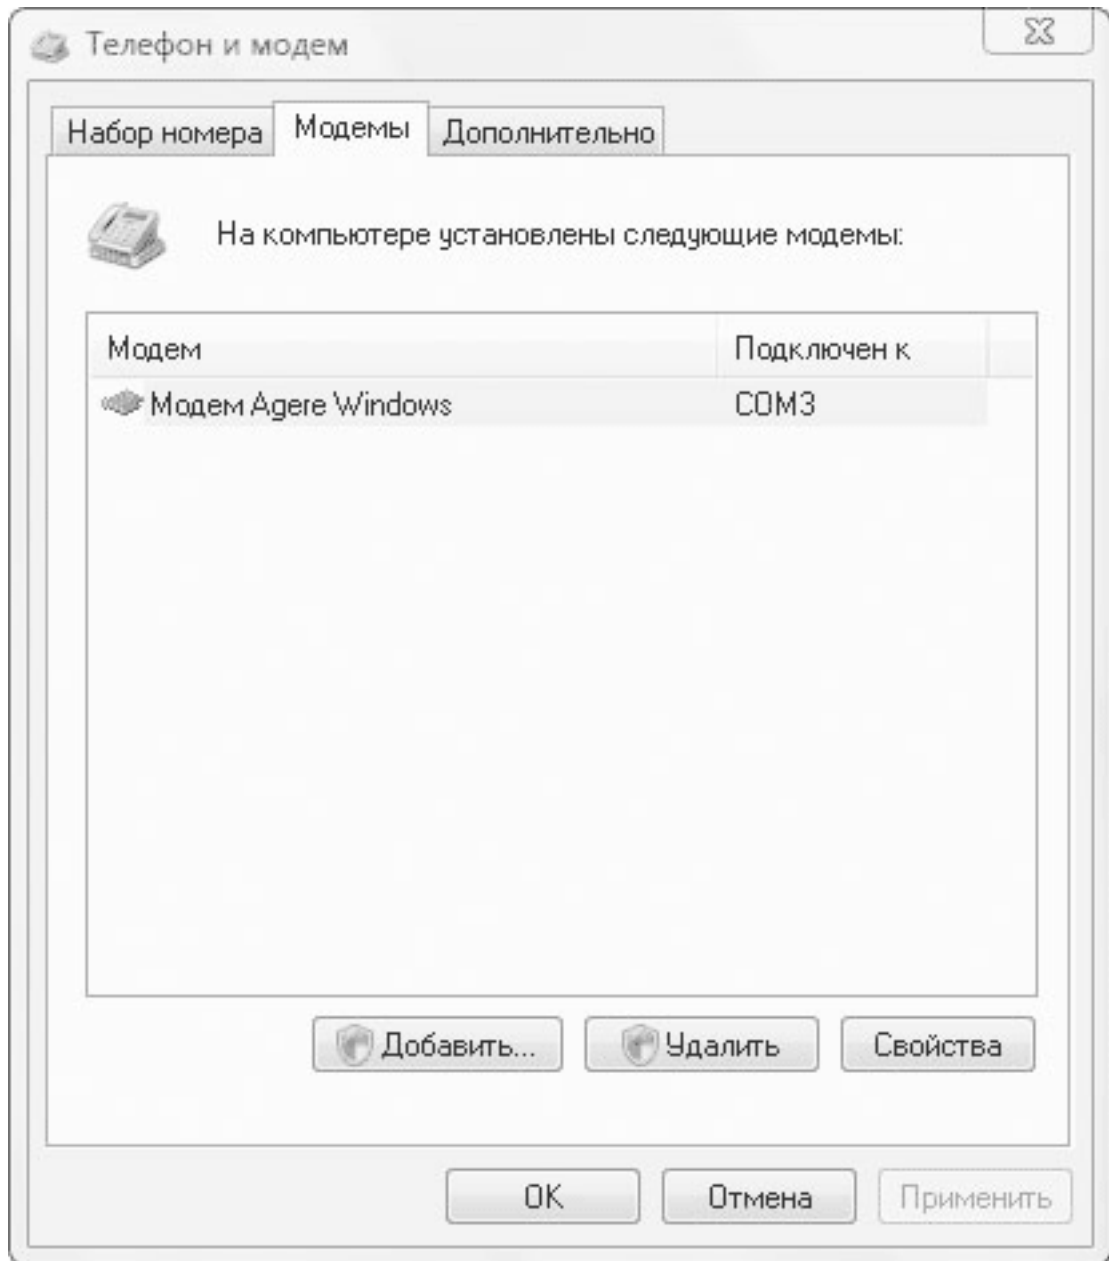 Телефон и модем
Набор номера Модемы Дополнительно
На компьютере установлены следующие модемы:
Модем Подключен к
Модем Agere Windows COM3
Добавить... Удалить Свойства
OK Отмена Применить